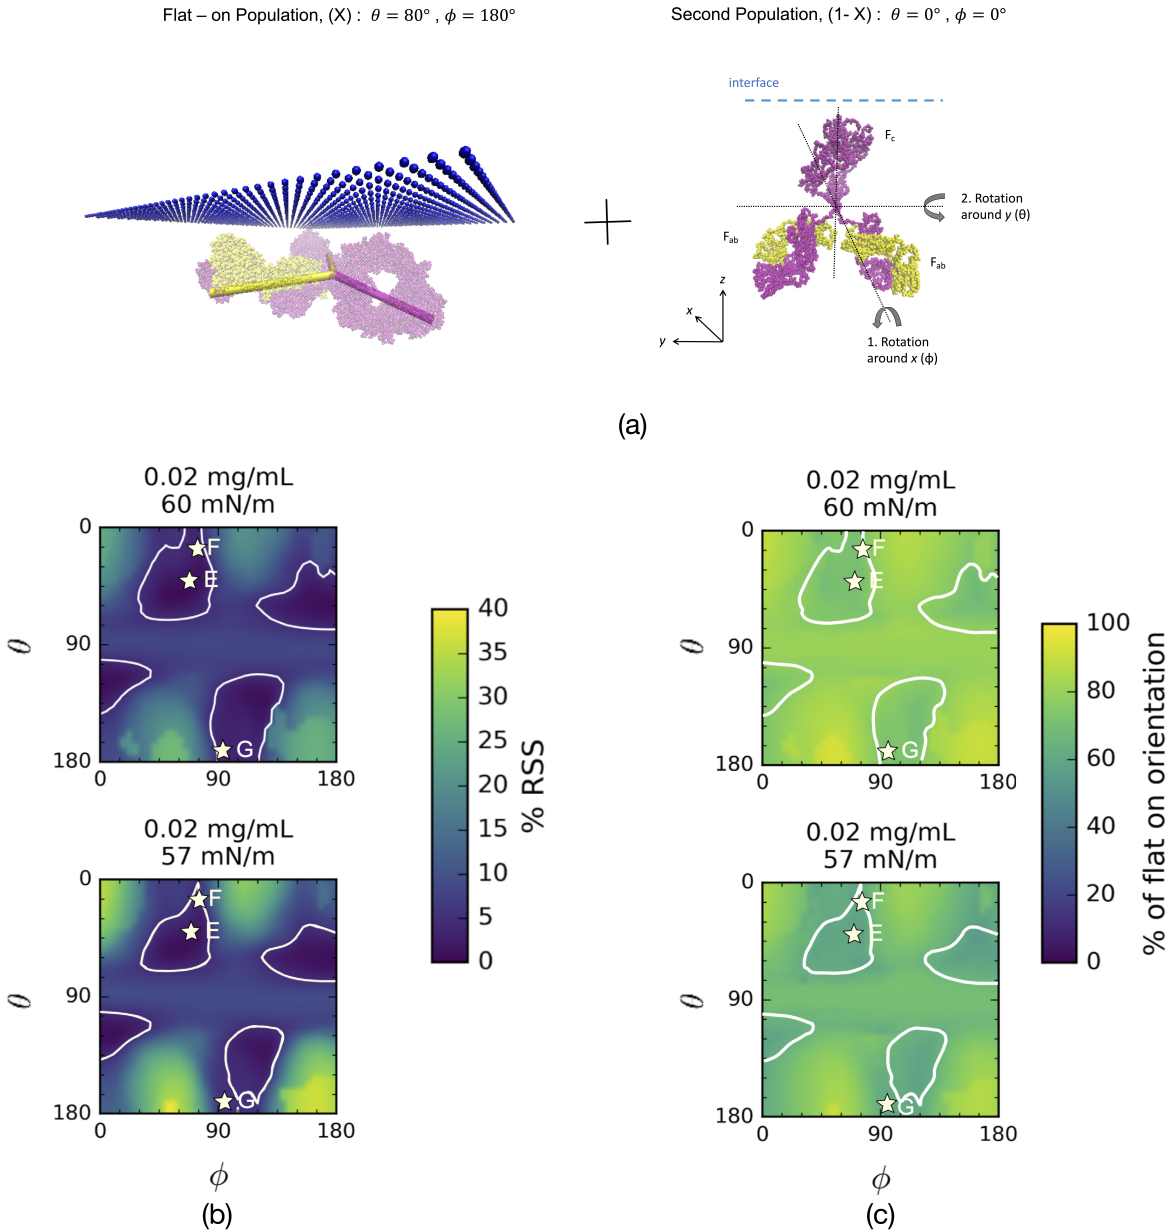 Flat – on Population, (X) : θ = 80° , ϕ = 180°
Second Population, (1- X) : θ = 0° , ϕ = 0°
interface
Fc
2. Rotation
around y (θ)
Fab
Fab
z
x
y
1. Rotation
around x (ϕ)
(a)
0.02 mg/mL
60 mN/m
0
90
180
θ
F
E
G
0
90
180
0.02 mg/mL
57 mN/m
0
90
180
θ
F
E
G
0
90
180
ϕ
(b)
40
35
30
25
20
15
10
5
0
% RSS
0.02 mg/mL
60 mN/m
0
90
180
θ
F
E
G
0
90
180
0.02 mg/mL
57 mN/m
0
90
180
θ
F
E
G
0
90
180
ϕ
(c)
100
80
60
40
20
0
% of flat on orientation